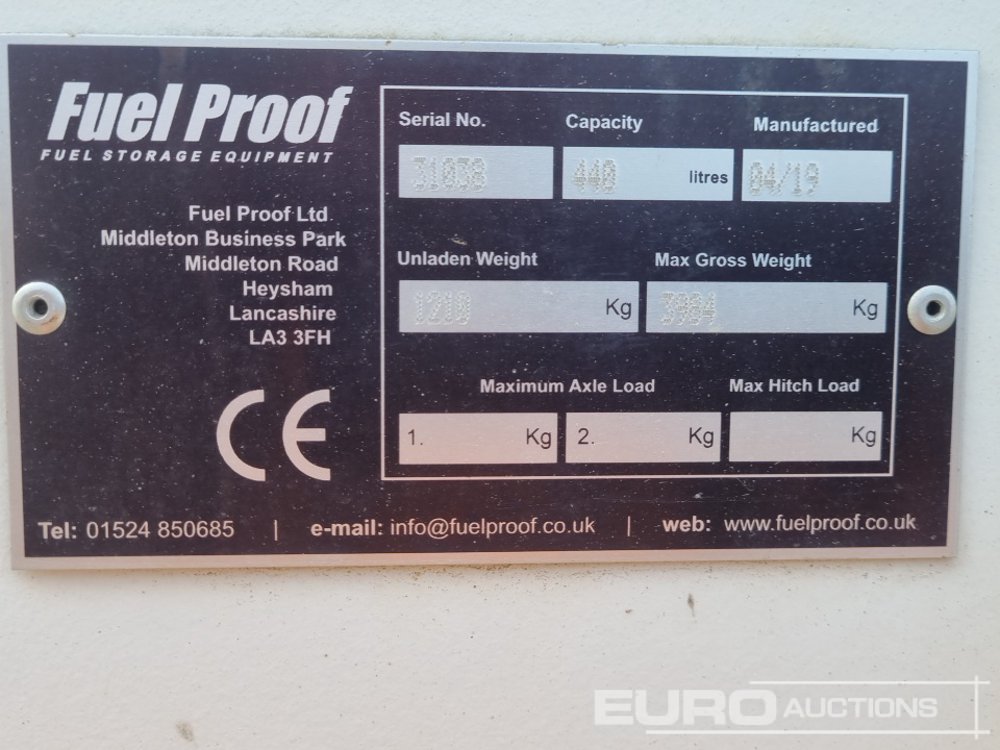 Fuel Proof
FUEL STORAGE EQUIPMENT
Fuel Proof Ltd
Middleton Business Park
Middleton Road
Heysham
Lancashire
LA3 3FH
CE
Serial No. Capacity Manufactured
31038 440 litres 04/19
Unladen Weight Max Gross Weight
1210 Kg 3984 Kg
Maximum Axle Load Max Hitch Load
1. Kg 2. Kg Kg
Tel: 01524 850685 | e-mail: info@fuelproof.co.uk | web: www.fuelproof.co.uk
EURO AUCTIONS